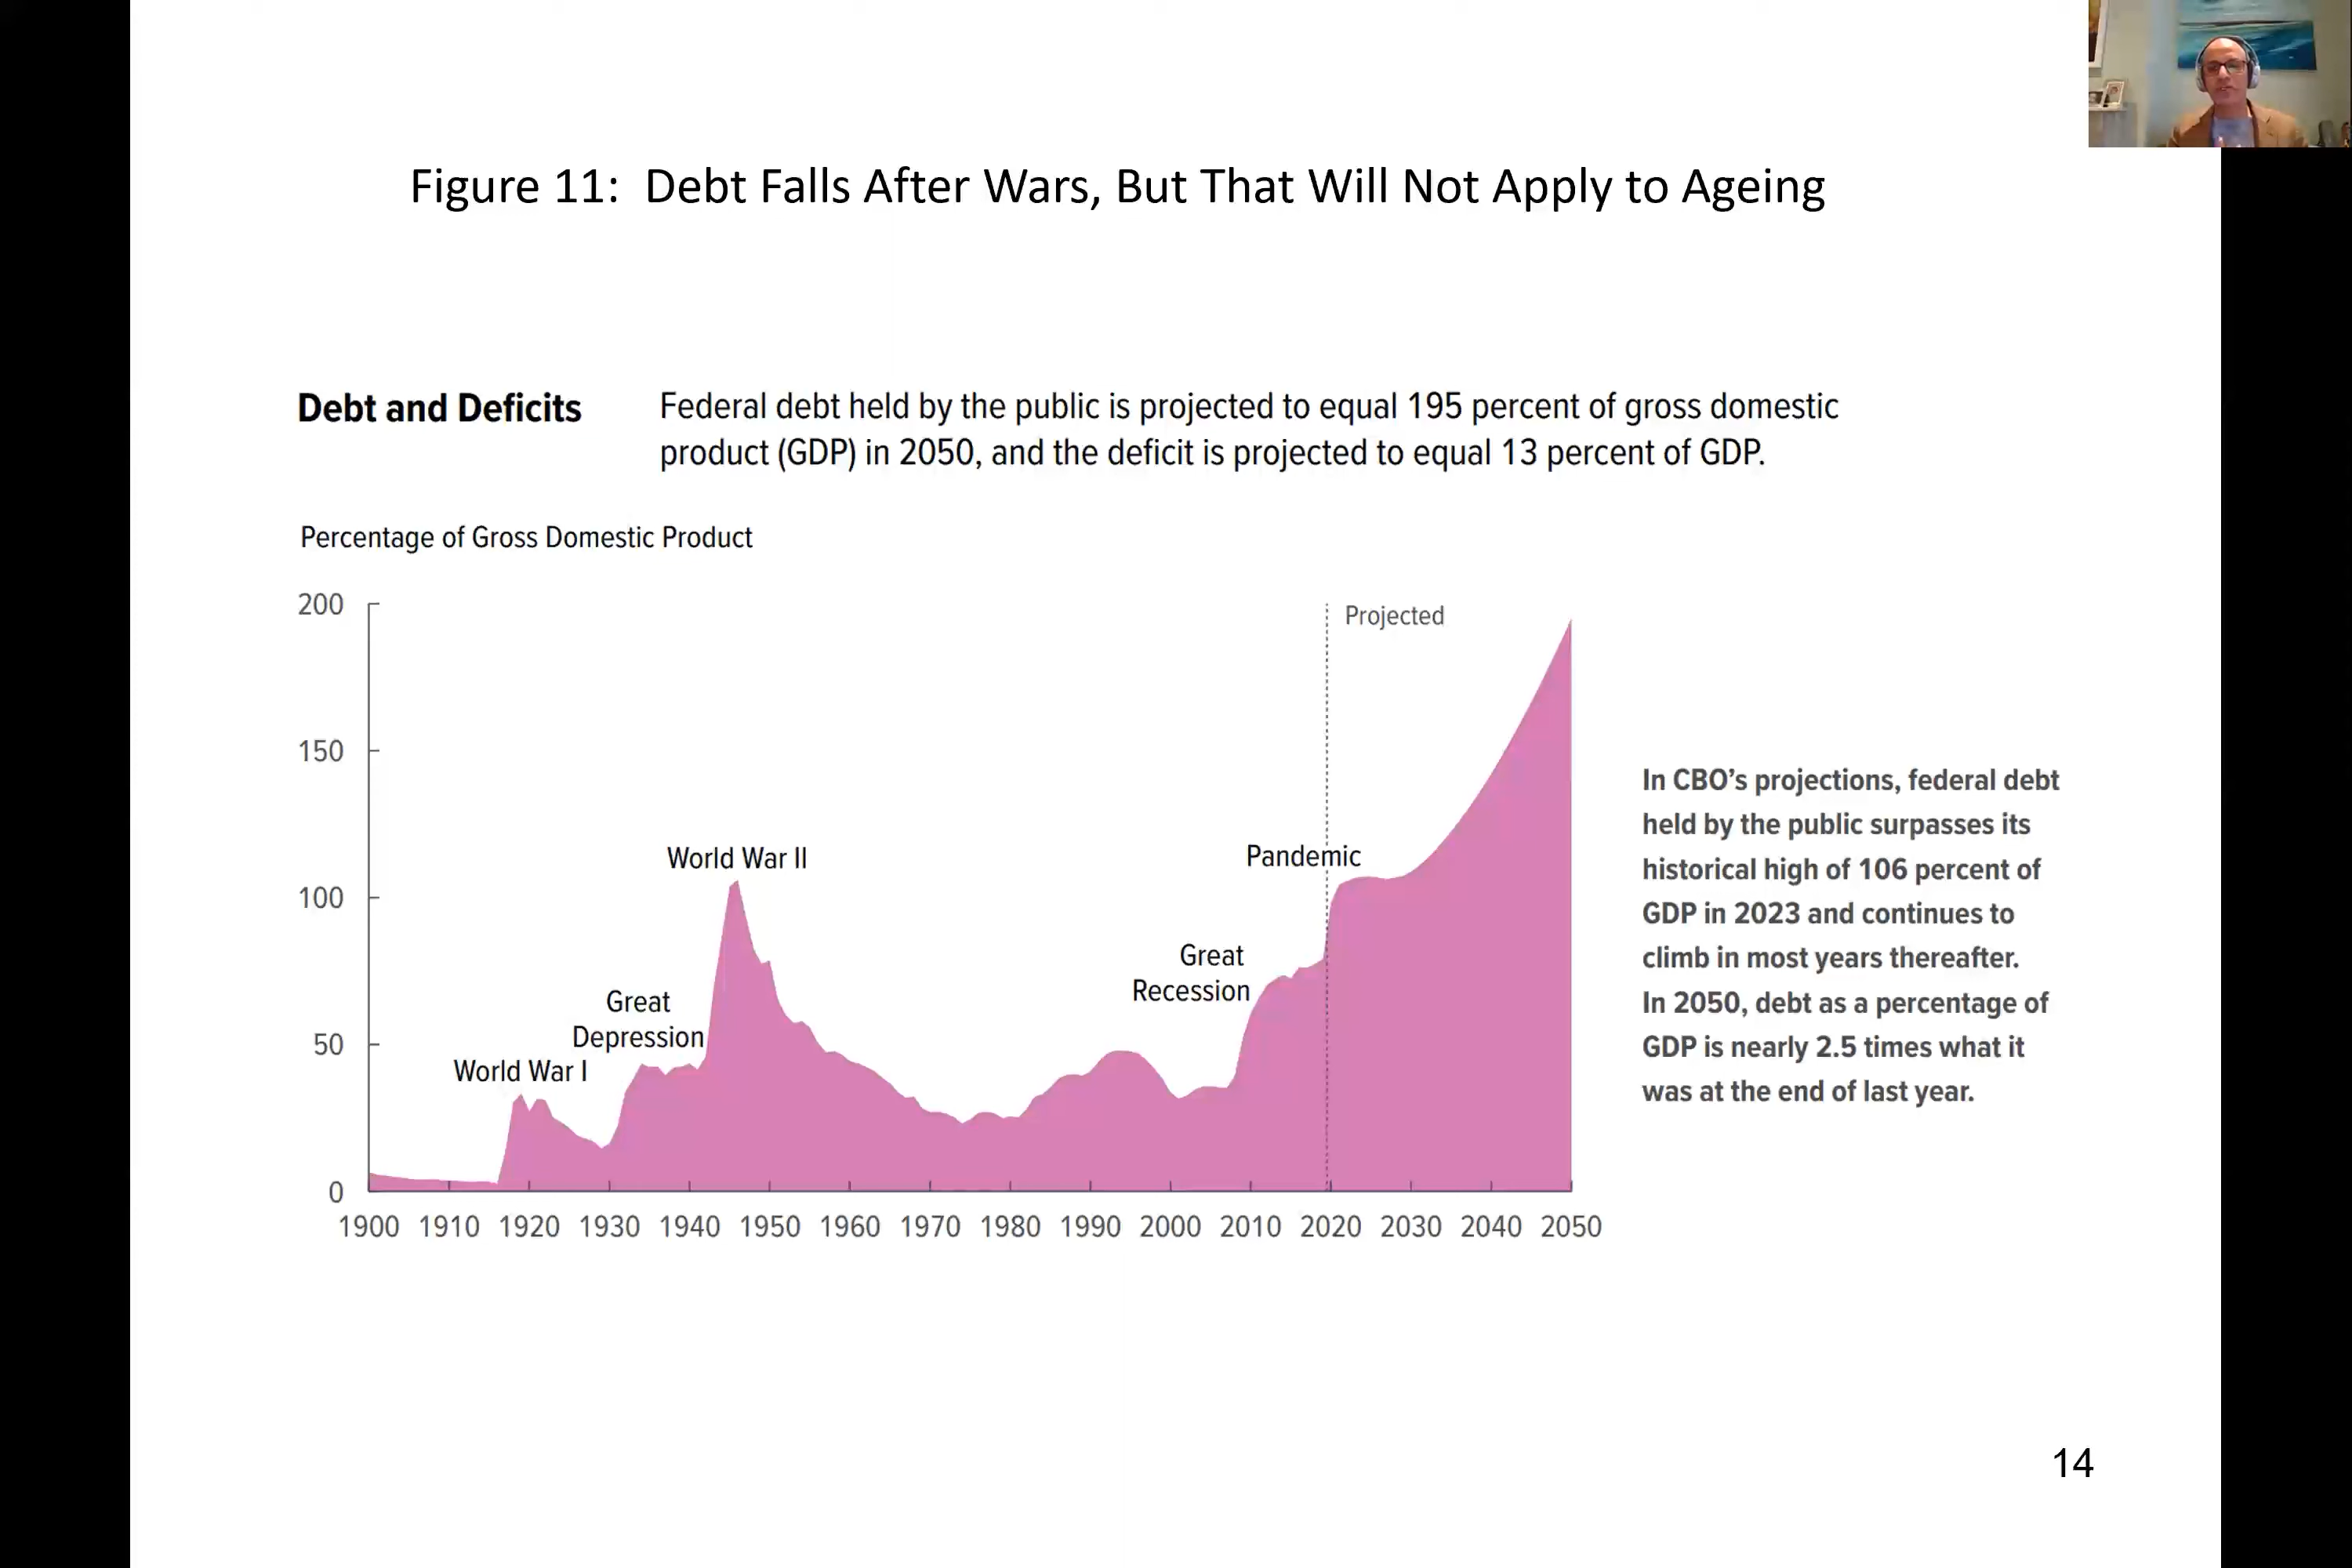 Figure 11:  Debt Falls After Wars, But That Will Not Apply to Ageing
Debt and Deficits
Federal debt held by the public is projected to equal 195 percent of gross domestic
product (GDP) in 2050, and the deficit is projected to equal 13 percent of GDP.
Percentage of Gross Domestic Product
200
150
100
50
0
Projected
World War I
Great
Depression
World War II
Great
Recession
Pandemic
1900 1910 1920 1930 1940 1950 1960 1970 1980 1990 2000 2010 2020 2030 2040 2050
In CBO’s projections, federal debt
held by the public surpasses its
historical high of 106 percent of
GDP in 2023 and continues to
climb in most years thereafter.
In 2050, debt as a percentage of
GDP is nearly 2.5 times what it
was at the end of last year.
14